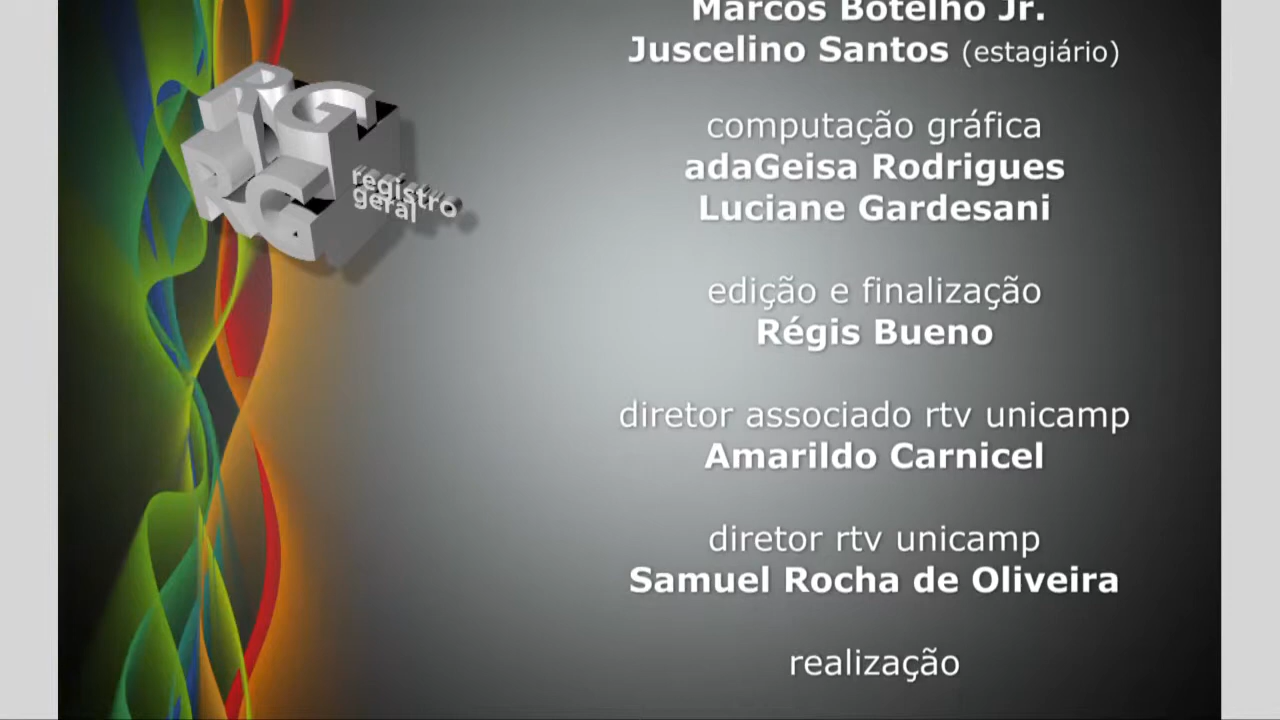 Marcos Botelho Jr.
Juscelino Santos (estagiário)
computação gráfica
adaGeisa Rodrigues
Luciane Gardesani
edição e finalização
Régis Bueno
diretor associado rtv unicamp
Amarildo Carnicel
diretor rtv unicamp
Samuel Rocha de Oliveira
realização
RG
RG
registro
geral